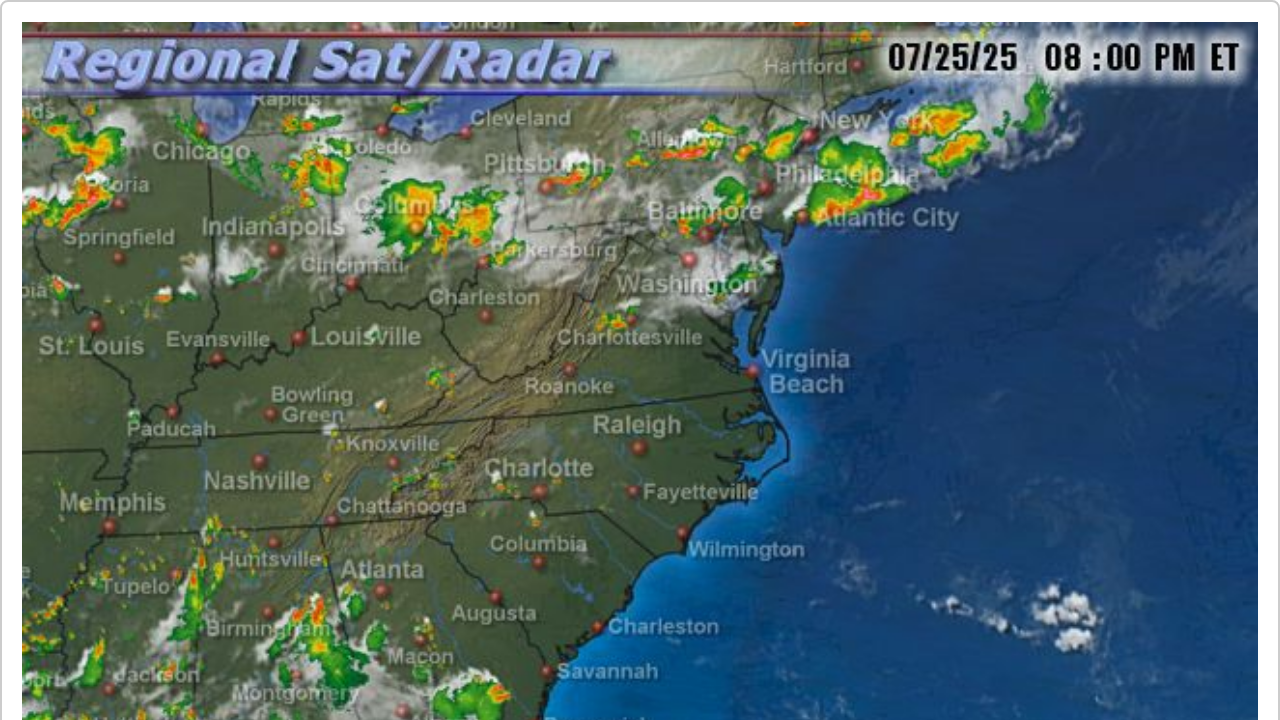 Regional Sat/Radar
07/25/25 08 :00 PM ET
Hartford
Cleveland
New York
Chicago
Toledo
Allentown
Pittsburgh
Philadelphia
Columbus
Baltimore
Atlantic City
Springfield
Indianapolis
Parkersburg
Cincinnati
Washington
Charleston
St. Louis
Evansville
Louisville
Charlottesville
Virginia
Beach
Roanoke
Bowling
Green
Paducah
Raleigh
Knoxville
Nashville
Charlotte
Memphis
Chattanooga
Fayetteville
Huntsville
Columbia
Wilmington
Tupelo
Atlanta
Birmingham
Augusta
Charleston
Macon
Jackson
Savannah
Montgomery